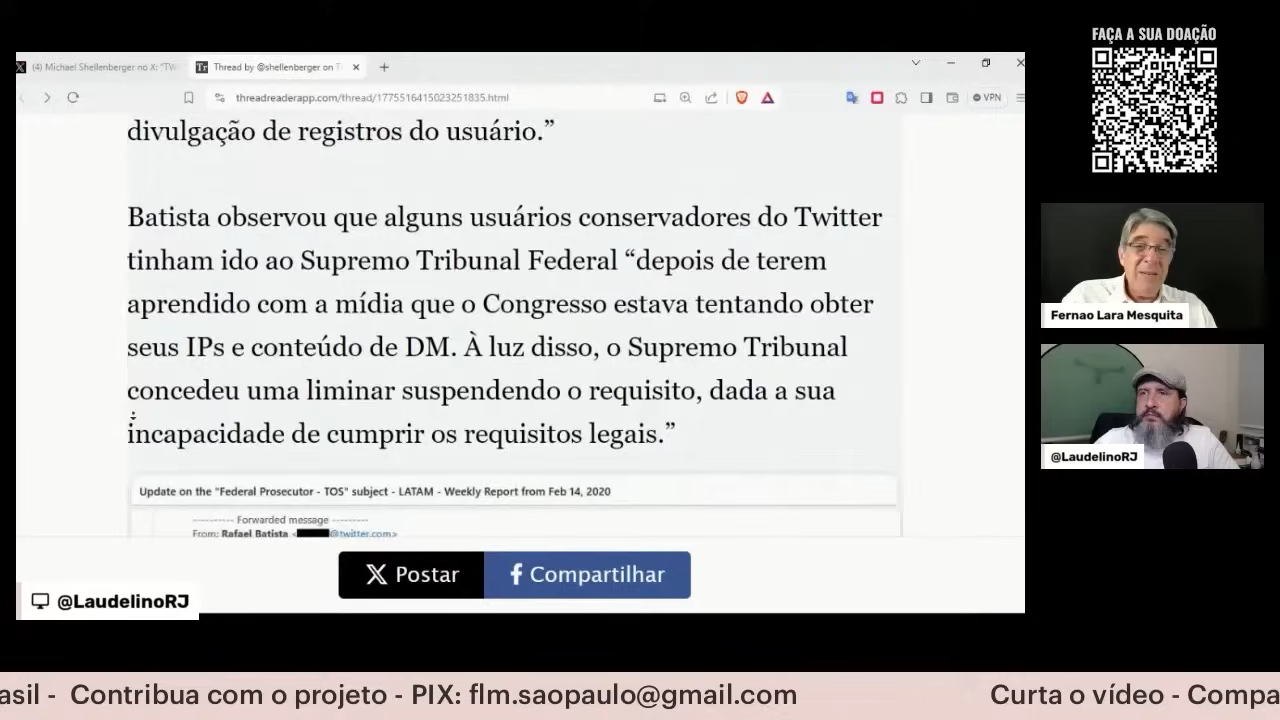 FAÇA A SUA DOAÇÃO
(4) Michael Shellenberger no X: "TW
Thread by @shellenberger on T
threadreaderapp.com/thread/1775516415023251835.html
VPN
divulgação de registros do usuário.”
Batista observou que alguns usuários conservadores do Twitter
tinham ido ao Supremo Tribunal Federal “depois de terem
aprendido com a mídia que o Congresso estava tentando obter
seus IPs e conteúdo de DM. À luz disso, o Supremo Tribunal
concedeu uma liminar suspendendo o requisito, dada a sua
incapacidade de cumprir os requisitos legais.”
Update on the "Federal Prosecutor - TOS" subject - LATAM - Weekly Report from Feb 14, 2020
---------- Forwarded message ---------
From: Rafael Batista < @twitter.com>
X Postar
f Compartilhar
Fernao Lara Mesquita
@LaudelinoRJ
@LaudelinoRJ
asil - Contribua com o projeto - PIX: flm.saopaulo@gmail.com
Curta o vídeo - Compa